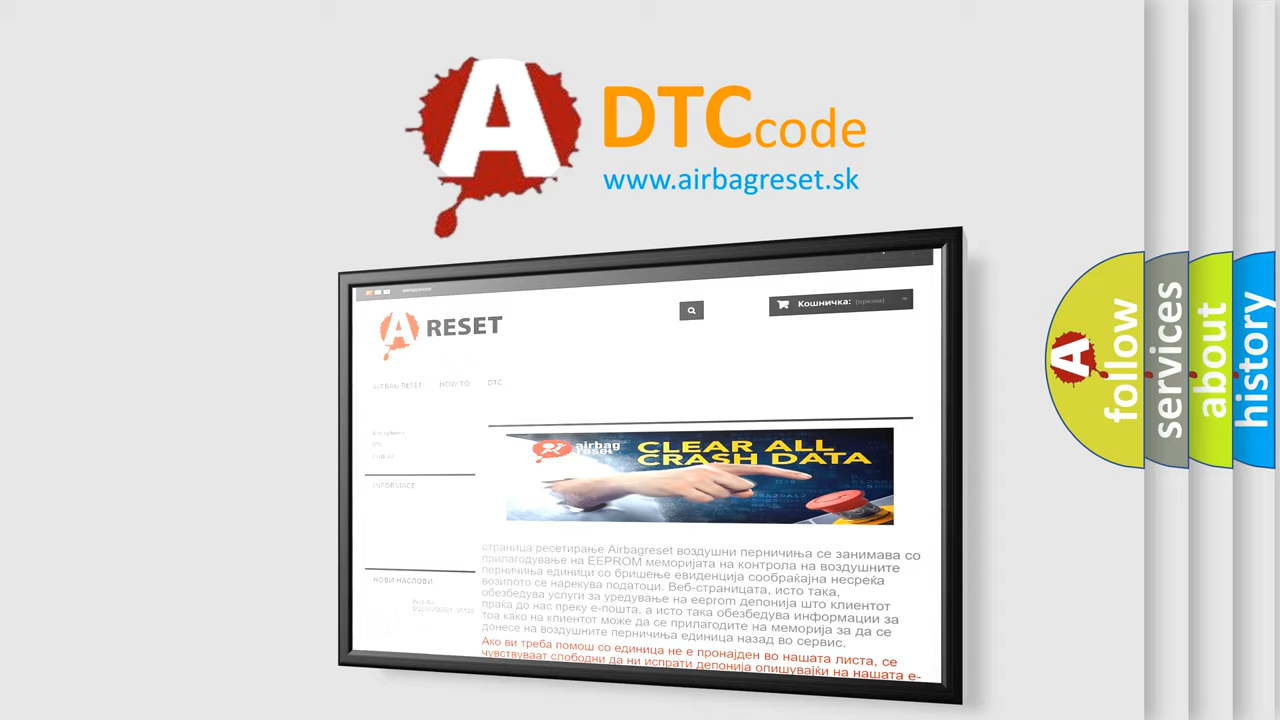 A
DTCcode
www.airbagreset.sk
Кошничка: (празни)
A RESET
AIRBAG RESET HOW TO DTC
airbag
reset
CLEAR ALL
CRASH DATA
INFORMACE
НОВИ НАСЛОВИ
страница ресетирање Airbagreset воздушни перничиња се занимава со
прилагодување на EEPROM меморијата на контрола на воздушните
перничиња единици со бришење евиденција сообраќајна несреќа
возилото се нарекува податоци. Веб-страницата, исто така,
обезбедува услуги за уредување на eeprom депонија што клиентот
праќа до нас преку е-пошта, а исто така обезбедува информации за
тоа како на клиентот може да се прилагодите на меморија за да се
донесе на воздушните перничиња единица назад во сервис.
Ако ви треба помош со единица не е пронајден во нашата листа, се
чувствуваат слободни да ни испрати депонија опишувајќи на нашата е-
A
follow
services
about
history